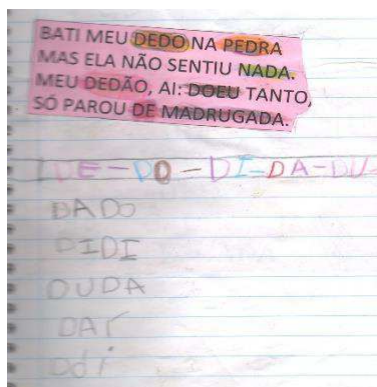 BATI MEU DEDO NA PEDRA
MAS ELA NÃO SENTIU NADA.
MEU DEDÃO, AI: DOEU TANTO,
SÓ PAROU DE MADRUGADA.
DE-DO-DI-DA-DU
DADO
DIDI
DUDA
DAÍ